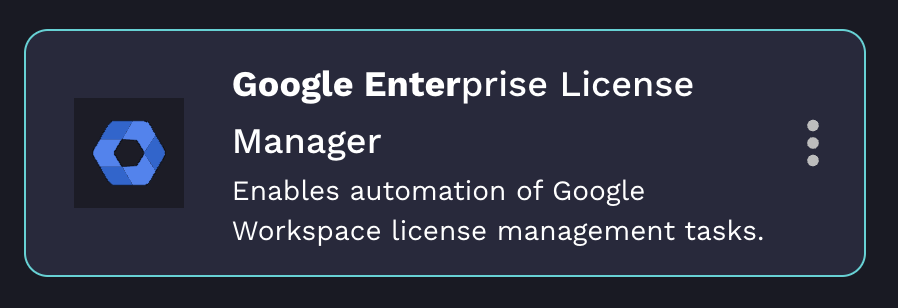 Google Enterprise License
Manager
Enables automation of Google
Workspace license management tasks.